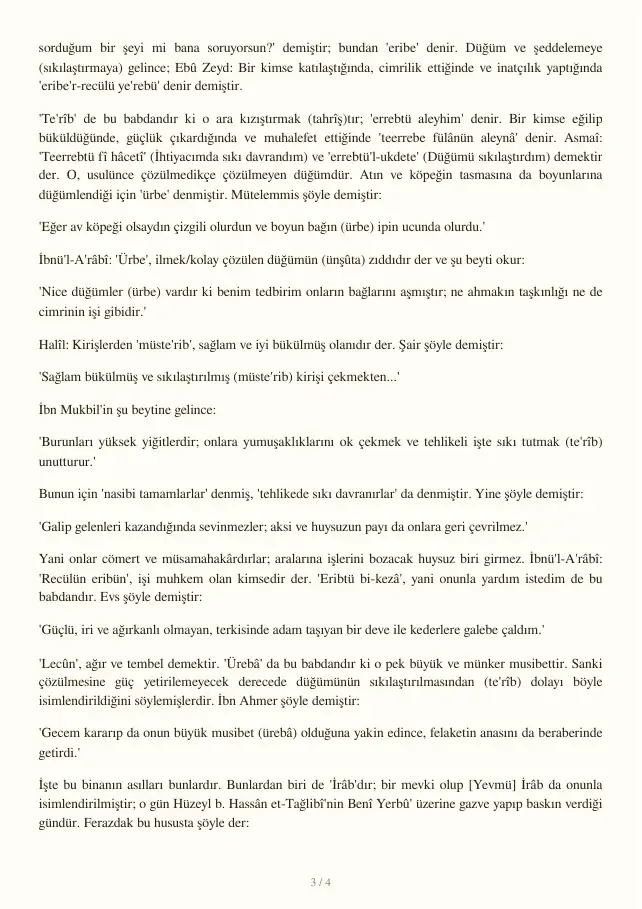 sorduğum bir şeyi mi bana soruyorsun?' demiştir; bundan 'eribe' denir. Düğüm ve şeddelemeye
(sıkılaştırmaya) gelince; Ebû Zeyd: Bir kimse katılaştığında, cimrilik ettiğinde ve inatçılık yaptığında
'eribe'r-recülü ye'rebü' denir demiştir.
'Te'rîb' de bu babdandır ki o ara kızıştırmak (tahrîş)tır; 'errebtü aleyhim' denir. Bir kimse eğilip
büküldüğünde, güçlük çıkardığında ve muhalefet ettiğinde 'teerrebe fülânün aleynâ' denir. Asmaî:
'Teerrebtü fî hâcetî' (İhtiyacımda sıkı davrandım) ve 'errebtü'l-ukdete' (Düğümü sıkılaştırdım) demektir
der. O, usulünce çözülmedikçe çözülmeyen düğümdür. Atın ve köpeğin tasmasına da boyunlarına
düğümlendiği için 'ürbe' denmiştir. Mütelemmis şöyle demiştir:
'Eğer av köpeği olsaydın çizgili olurdun ve boyun bağın (ürbe) ipin ucunda olurdu.'
İbnü'l-A'râbî: 'Ürbe', ilmek/kolay çözülen düğümün (ünşûta) zıddıdır der ve şu beyti okur:
'Nice düğümler (ürbe) vardır ki benim tedbirim onların bağlarını aşmıştır; ne ahmakın taşkınlığı ne de
cimrinin işi gibidir.'
Halîl: Kirişlerden 'müste'rib', sağlam ve iyi bükülmüş olanıdır der. Şair şöyle demiştir:
'Sağlam bükülmüş ve sıkılaştırılmış (müste'rib) kirişi çekmekten...'
İbn Mukbil'in şu beytine gelince:
'Burunları yüksek yiğitlerdir; onlara yumuşaklıklarını ok çekmek ve tehlikeli işte sıkı tutmak (te'rîb)
unutturur.'
Bunun için 'nasibi tamamlarlar' denmiş, 'tehlikede sıkı davranırlar' da denmiştir. Yine şöyle demiştir:
'Galip gelenleri kazandığında sevinmezler; aksi ve huysuzun payı da onlara geri çevrilmez.'
Yani onlar cömert ve müsamahakârdırlar; aralarına işlerini bozacak huysuz biri girmez. İbnü'l-A'râbî:
'Recülün eribün', işi muhkem olan kimsedir der. 'Eribtü bi-kezâ', yani onunla yardım istedim de bu
babdandır. Evs şöyle demiştir:
'Güçlü, iri ve ağırkanlı olmayan, terkisinde adam taşıyan bir deve ile kederlere galebe çaldım.'
'Lecûn', ağır ve tembel demektir. 'Ürebâ' da bu babdandır ki o pek büyük ve münker musibettir. Sanki
çözülmesine güç yetirilemeyecek derecede düğümünün sıkılaştırılmasından (te'rîb) dolayı böyle
isimlendirildiğini söylemişlerdir. İbn Ahmer şöyle demiştir:
'Gecem kararıp da onun büyük musibet (ürebâ) olduğuna yakin edince, felaketin anasını da beraberinde
getirdi.'
İşte bu binanın asılları bunlardır. Bunlardan biri de 'İrâb'dır; bir mevki olup [Yevmü] İrâb da onunla
isimlendirilmiştir; o gün Hüzeyl b. Hassân et-Tağlibî'nin Benî Yerbû' üzerine gazve yapıp baskın verdiği
gündür. Ferazdak bu hususta şöyle der:
3 / 4